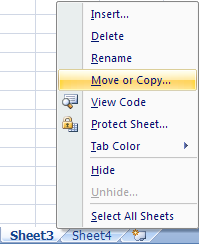 Insert...
Delete
Rename
Move or Copy...
View Code
Protect Sheet...
Tab Color
Hide
Unhide...
Select All Sheets
Sheet3 Sheet4